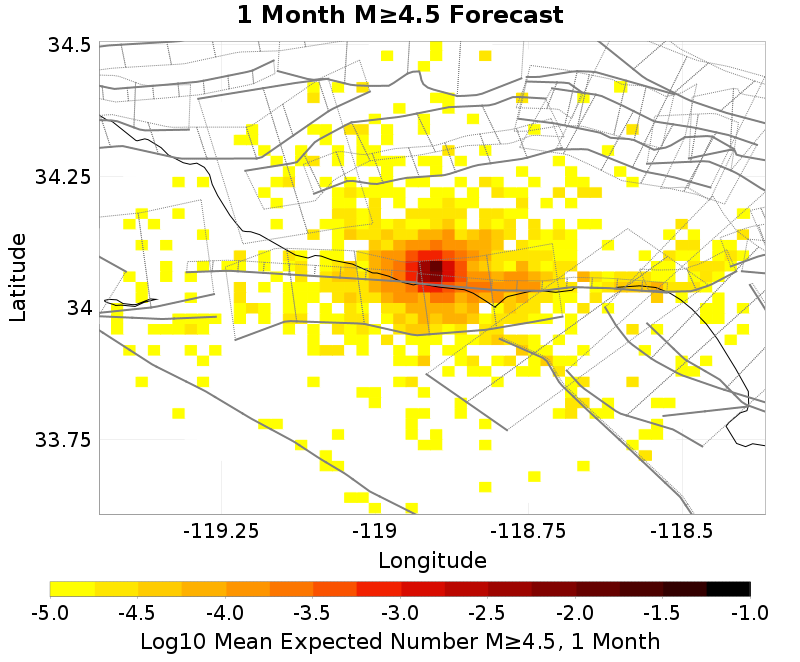 1 Month M≥4.5 Forecast
34.5
34.25
34
33.75
Latitude
-119.25 -119 -118.75 -118.5
Longitude
-5.0 -4.5 -4.0 -3.5 -3.0 -2.5 -2.0 -1.5 -1.0
Log10 Mean Expected Number M≥4.5, 1 Month